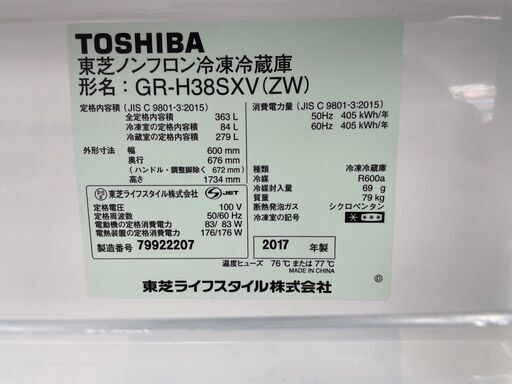 TOSHIBA
東芝ノンフロン冷凍冷蔵庫
形名：GR-H38SXV(ZW)
定格内容積（JIS C 9801-3:2015）
全定格内容積 363 L
冷凍室の定格内容積 84 L
冷蔵室の定格内容積 279 L
外形寸法 幅 600 mm
奥行 676 mm
（ハンドル・調整脚除く 672 mm）
高さ 1734 mm
消費電力量（JIS C 9801-3:2015）
50Hz 405 kWh/年
60Hz 405 kWh/年
種類 冷凍冷蔵庫
冷媒 R600a
冷媒封入量 69 g
質量 79 kg
断熱発泡ガス シクロペンタン
冷凍室の記号
東芝ライフスタイル株式会社 S-JET
定格電圧 100 V
定格周波数 50/60 Hz
電動機の定格消費電力 83/ 83 W
電熱装置の定格消費電力 176/176 W
製造番号 79922207
2017 年製
温度ヒューズ 76℃ または 77℃
MADE IN CHINA
D
東芝ライフスタイル株式会社